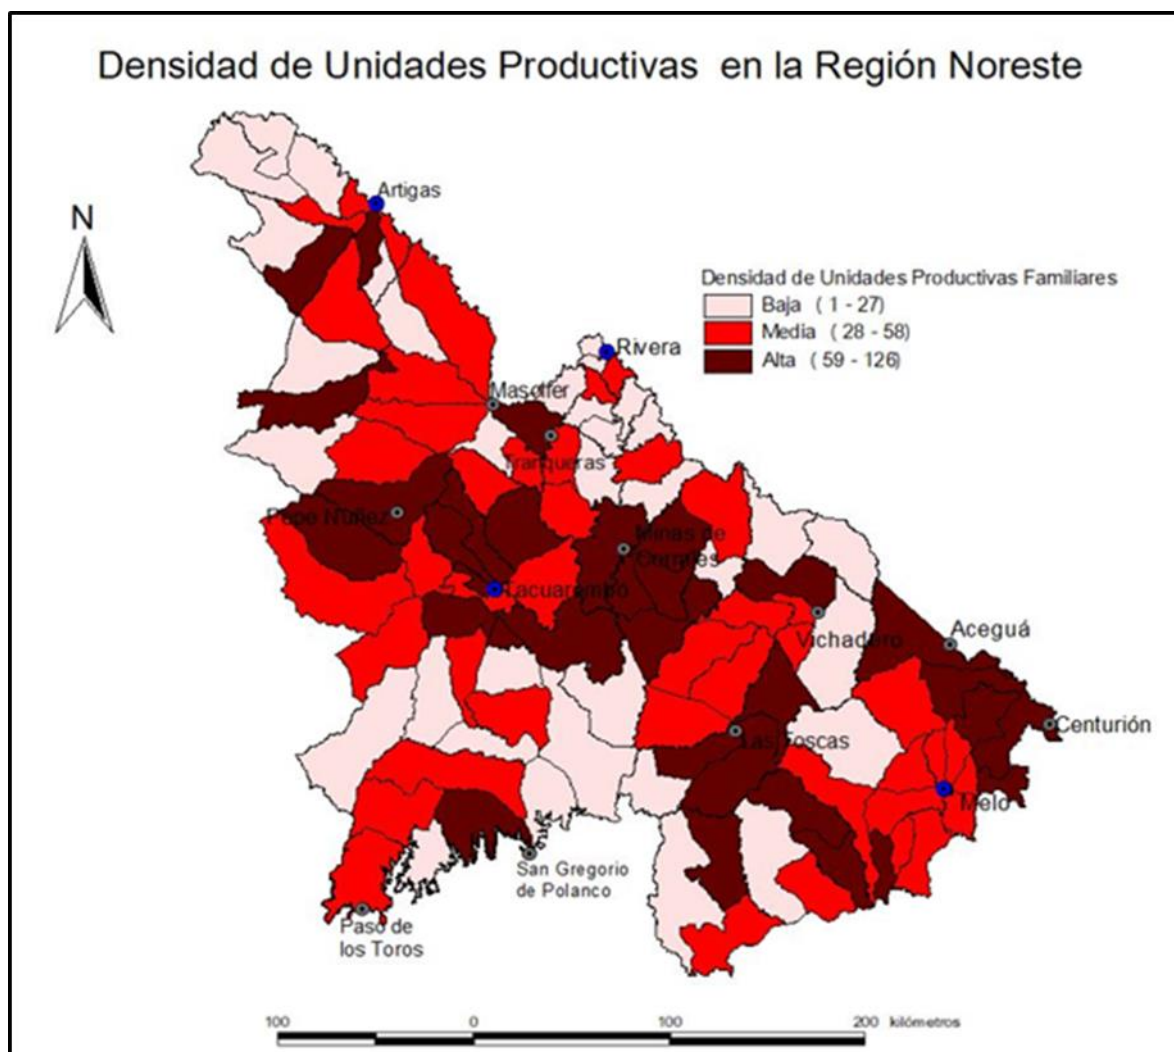 Densidad de Unidades Productivas en la Región Noreste
N
Artigas
Densidad de Unidades Productivas Familiares
Baja ( 1 - 27)
Media ( 28 - 58)
Alta ( 59 - 126)
Rivera
Masoller
Tranqueras
Pepe Nuñez
Minas de
Corrales
Tacuarembó
Vichadero
Aceguá
Las Toscas
Centurión
Melo
San Gregorio
de Polanco
Paso de
los Toros
100 0 100 200 kilómetros